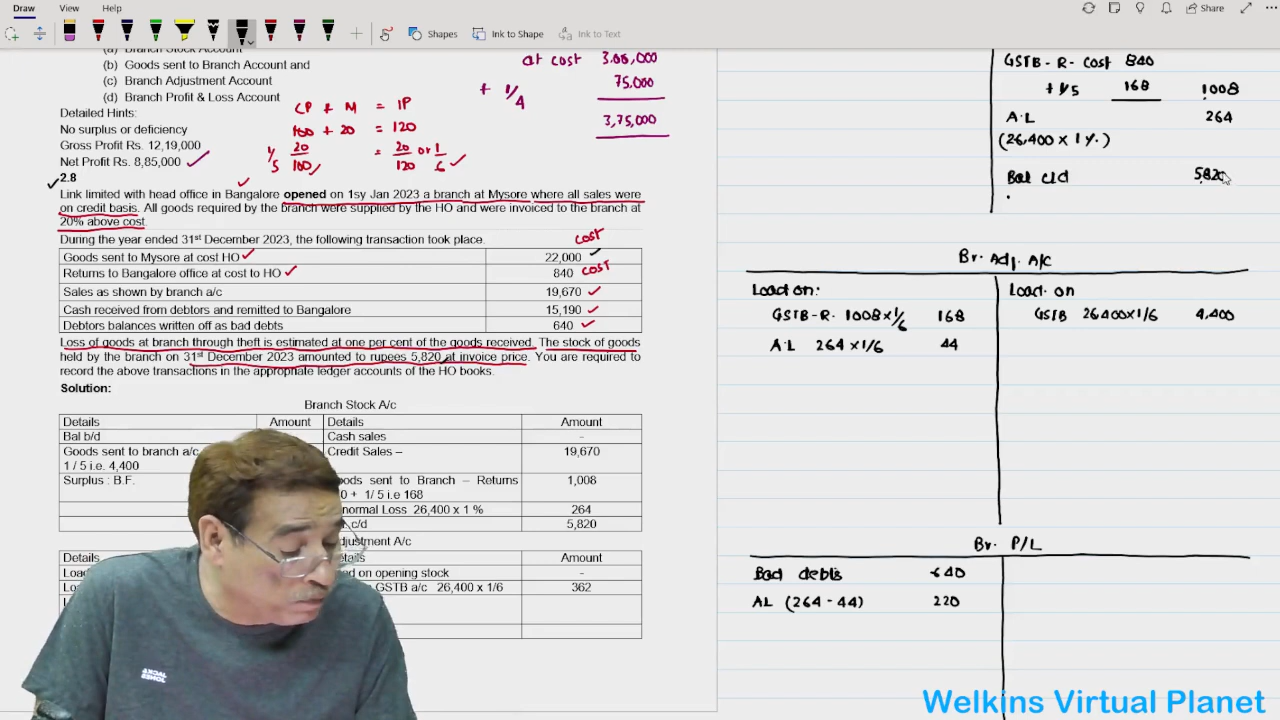 Draw
Shapes
Ink to Shape
Ink to Text
Share
(a) Branch Stock Account
(b) Goods sent to Branch Account and
(c) Branch Adjustment Account
(d) Branch Profit & Loss Account
Detailed Hints:
No surplus or deficiency
Gross Profit Rs. 12,19,000
Net Profit Rs. 8,85,000
at cost 3,00,000
+ 1/4 75,000
3,75,000
CP + M = IP
100 + 20 = 120
1/5 20/100 = 20/120 or 1/6
2.8
Link limited with head office in Bangalore opened on 1sy Jan 2023 a branch at Mysore where all sales were
on credit basis. All goods required by the branch were supplied by the HO and were invoiced to the branch at
20% above cost.
During the year ended 31st December 2023, the following transaction took place.
cost
Goods sent to Mysore at cost HO 22,000
Returns to Bangalore office at cost to HO 840 cost
Sales as shown by branch a/c 19,670
Cash received from debtors and remitted to Bangalore 15,190
Debtors balances written off as bad debts 640
Loss of goods at branch through theft is estimated at one per cent of the goods received. The stock of goods
held by the branch on 31st December 2023 amounted to rupees 5,820 at invoice price. You are required to
record the above transactions in the appropriate ledger accounts of the HO books.
Solution:
Branch Stock A/c
Details Amount Details Amount
Bal b/d Cash sales -
Goods sent to branch a/c Credit Sales – 19,670
1 / 5 i.e. 4,400
Surplus : B.F. ods sent to Branch – Returns 1,008
0 + 1/ 5 i.e 168
normal Loss 26,400 x 1 % 264
c/d 5,820
djustment A/c
Details etails Amount
Loa d on opening stock -
Lo GSTB a/c 26,400 x 1/6 362
GSTB-R- Cost 840
+ 1/5 168 1008
A.L 264
(26,400 x 1%)
Bal c/d 5820
Br. Adj. A/c
Load on: Load on
GSTB-R. 1008 x 1/6 168 GSTB 26400 x 1/6 4,400
A.L 264 x 1/6 44
Br. P/L
Bad debts 640
AL (264 - 44) 220
Welkins Virtual Planet